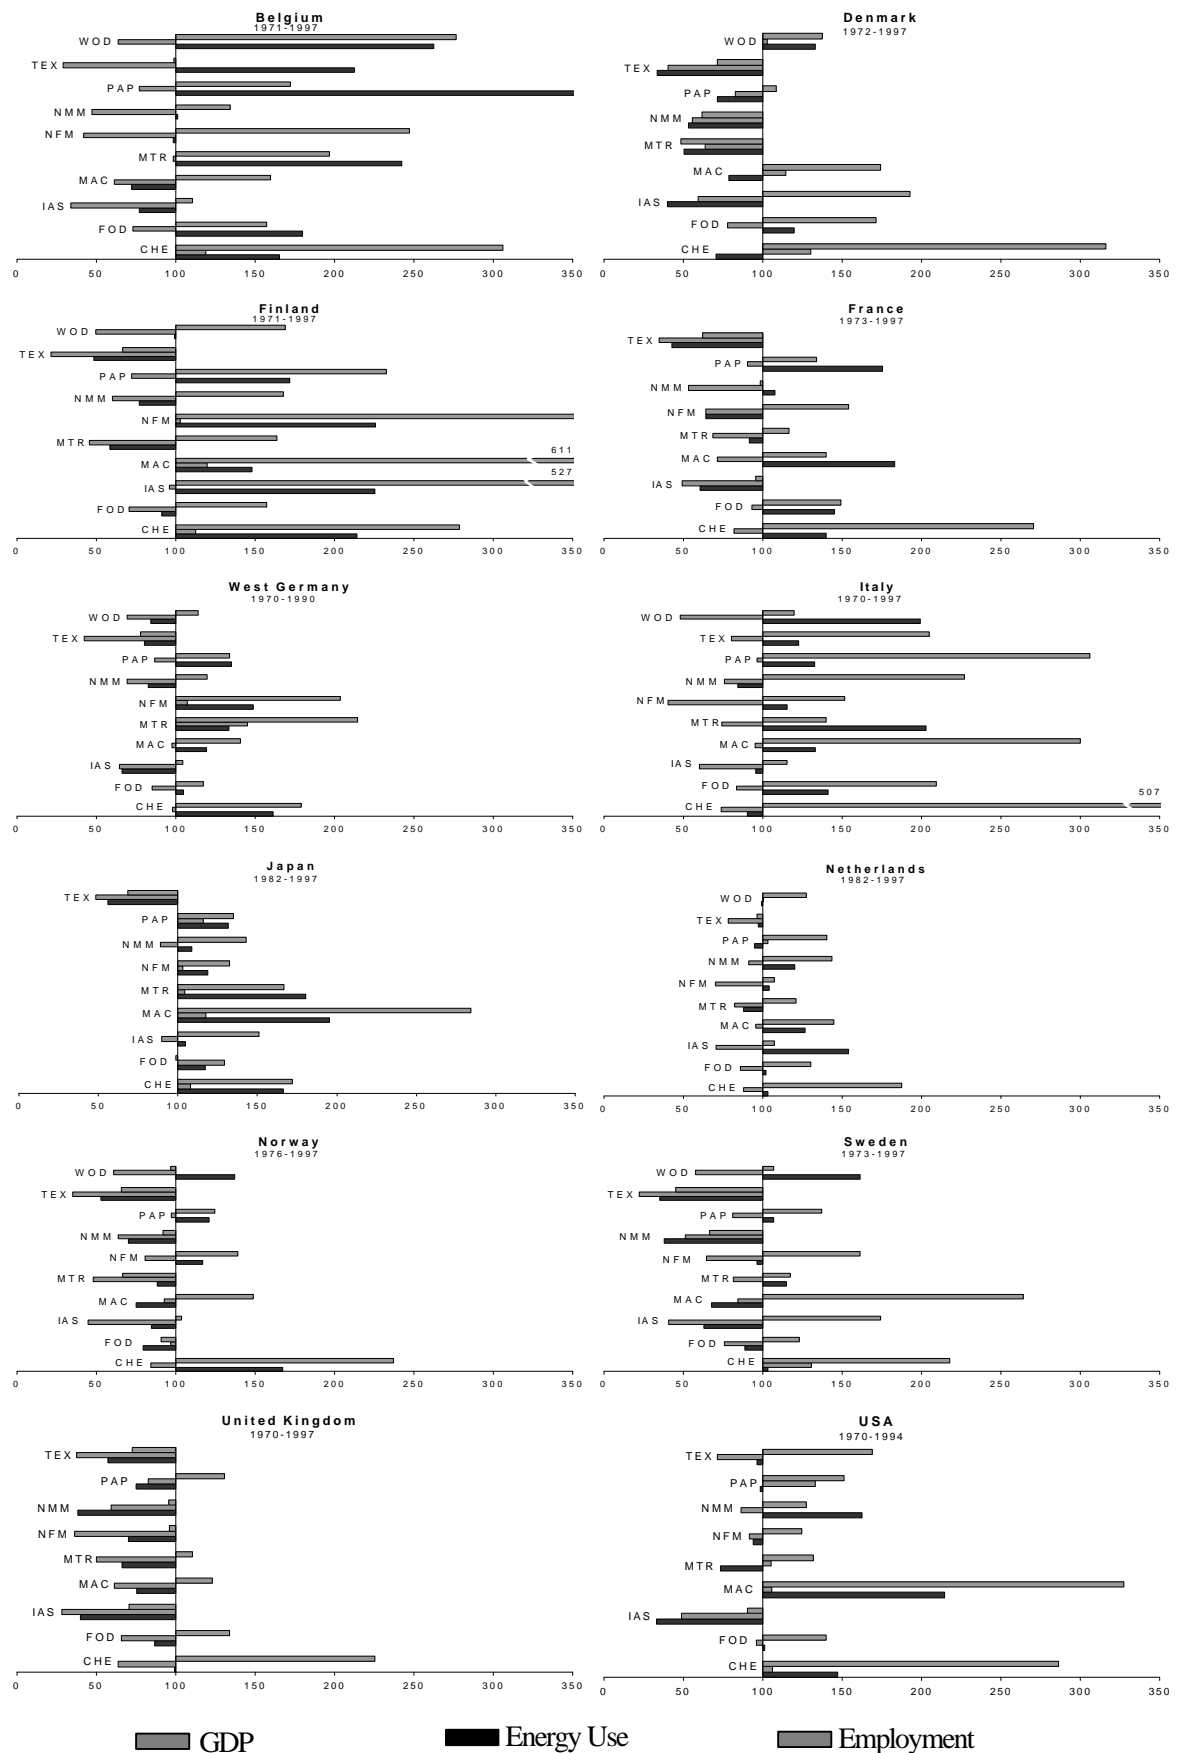 Belgium
1971-1997
WOD
TEX
PAP
NMM
NFM
MTR
MAC
IAS
FOD
CHE
0 50 100 150 200 250 300 350
Denmark
1972-1997
WOD
TEX
PAP
NMM
MTR
MAC
IAS
FOD
CHE
0 50 100 150 200 250 300 350
Finland
1971-1997
WOD
TEX
PAP
NMM
NFM
MTR
611
MAC
527
IAS
FOD
CHE
0 50 100 150 200 250 300 350
France
1973-1997
TEX
PAP
NMM
NFM
MTR
MAC
IAS
FOD
CHE
0 50 100 150 200 250 300 350
West Germany
1970-1990
WOD
TEX
PAP
NMM
NFM
MTR
MAC
IAS
FOD
CHE
0 50 100 150 200 250 300 350
Italy
1970-1997
WOD
TEX
PAP
NMM
NFM
MTR
MAC
IAS
FOD
507
CHE
0 50 100 150 200 250 300 350
Japan
1982-1997
TEX
PAP
NMM
NFM
MTR
MAC
IAS
FOD
CHE
0 50 100 150 200 250 300 350
Netherlands
1982-1997
WOD
TEX
PAP
NMM
NFM
MTR
MAC
IAS
FOD
CHE
0 50 100 150 200 250 300 350
Norway
1976-1997
WOD
TEX
PAP
NMM
NFM
MTR
MAC
IAS
FOD
CHE
0 50 100 150 200 250 300 350
Sweden
1973-1997
WOD
TEX
PAP
NMM
NFM
MTR
MAC
IAS
FOD
CHE
0 50 100 150 200 250 300 350
United Kingdom
1970-1997
TEX
PAP
NMM
NFM
MTR
MAC
IAS
FOD
CHE
0 50 100 150 200 250 300 350
USA
1970-1994
TEX
PAP
NMM
NFM
MTR
MAC
IAS
FOD
CHE
0 50 100 150 200 250 300 350
GDP Energy Use Employment